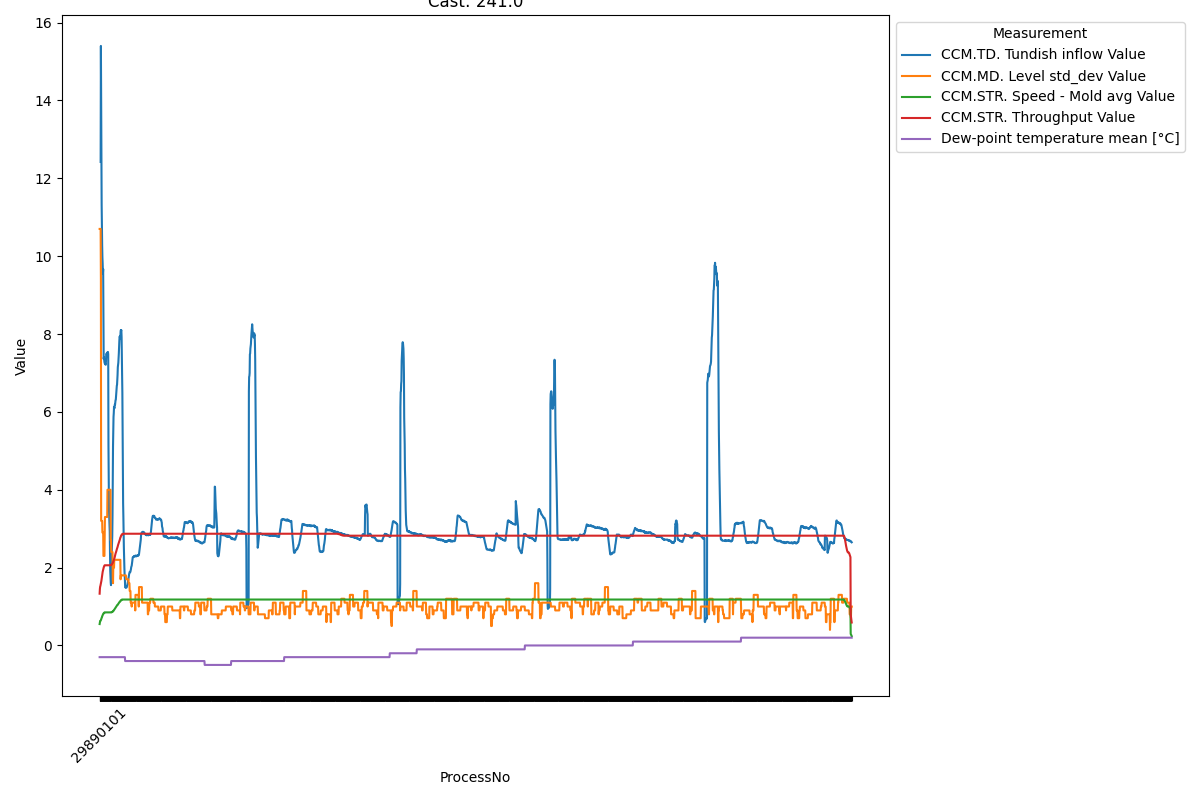 Cast: 241.0
16
14
12
10
8
6
4
2
0
Value
29890101
ProcessNo
Measurement
CCM.TD. Tundish inflow Value
CCM.MD. Level std_dev Value
CCM.STR. Speed - Mold avg Value
CCM.STR. Throughput Value
Dew-point temperature mean [°C]